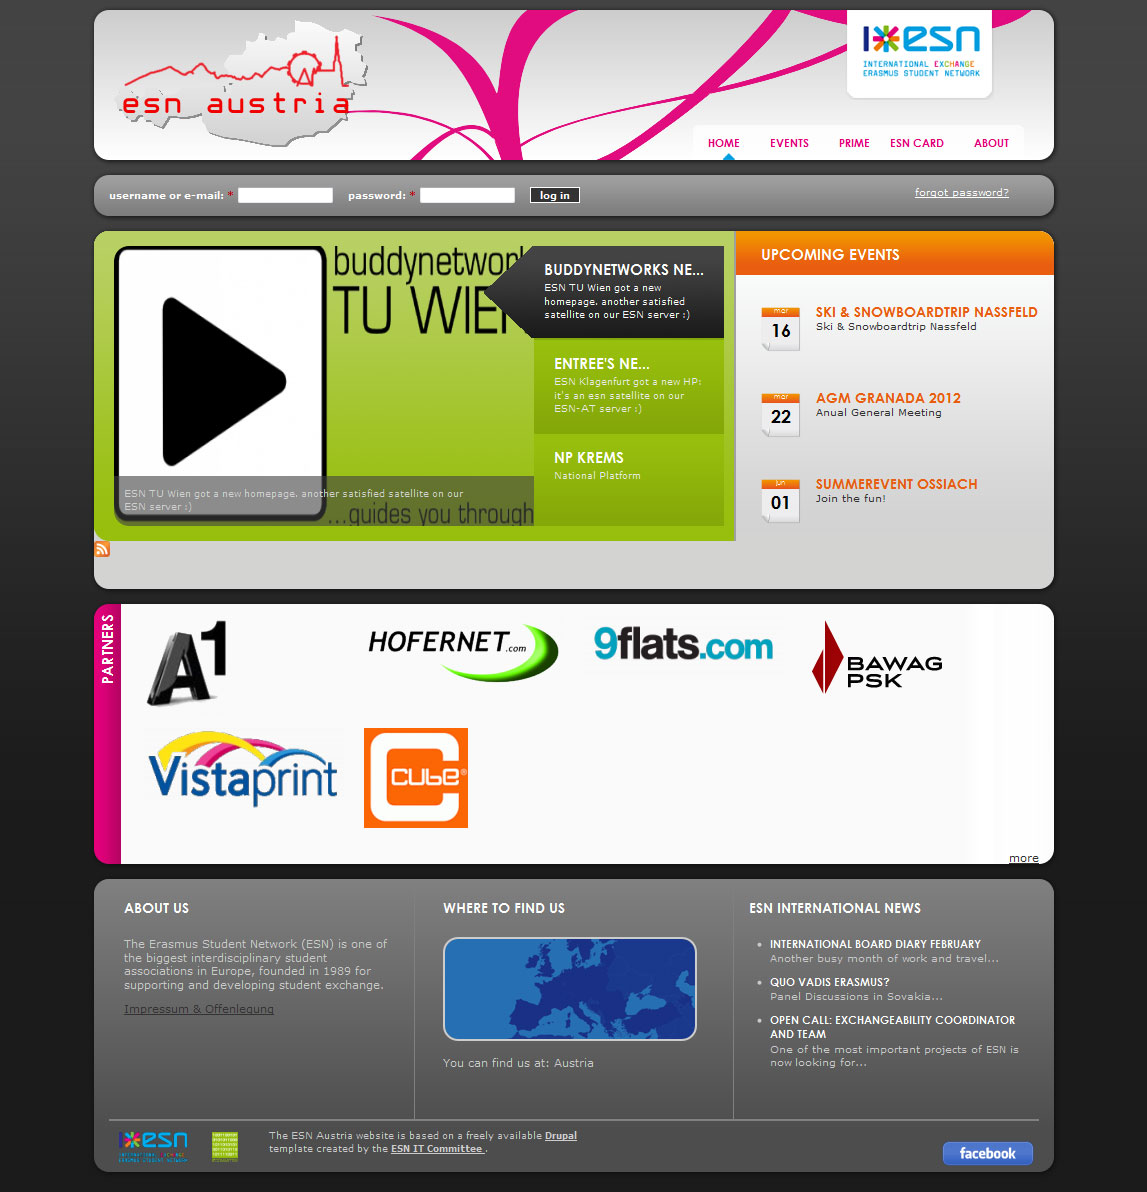 esn austria
esn
INTERNATIONAL EXCHANGE
ERASMUS STUDENT NETWORK
HOME EVENTS PRIME ESN CARD ABOUT
username or e-mail: * password: * log in forgot password?
buddynetwork
TU WIEN
...guides you through
ESN TU Wien got a new homepage. another satisfied satellite on our
ESN server :)
BUDDYNETWORKS NE...
ESN TU Wien got a new
homepage. another satisfied
satellite on our ESN server :)
ENTREE'S NE...
ESN Klagenfurt got a new HP:
it's an esn satellite on our
ESN-AT server :)
NP KREMS
National Platform
UPCOMING EVENTS
mar
16
SKI & SNOWBOARDTRIP NASSFELD
Ski & Snowboardtrip Nassfeld
mar
22
AGM GRANADA 2012
Anual General Meeting
jun
01
SUMMEREVENT OSSIACH
Join the fun!
PARTNERS
A1
HOFERNET.com
9flats.com
BAWAG
PSK
Vistaprint
CUbe®
more
ABOUT US
The Erasmus Student Network (ESN) is one of
the biggest interdisciplinary student
associations in Europe, founded in 1989 for
supporting and developing student exchange.
Impressum & Offenlegung
WHERE TO FIND US
You can find us at: Austria
ESN INTERNATIONAL NEWS
INTERNATIONAL BOARD DIARY FEBRUARY
Another busy month of work and travel...
QUO VADIS ERASMUS?
Panel Discussions in Sovakia...
OPEN CALL: EXCHANGEABILITY COORDINATOR
AND TEAM
One of the most important projects of ESN is
now looking for...
esn
INTERNATIONAL EXCHANGE
ERASMUS STUDENT NETWORK
The ESN Austria website is based on a freely available Drupal
template created by the ESN IT Committee .
facebook